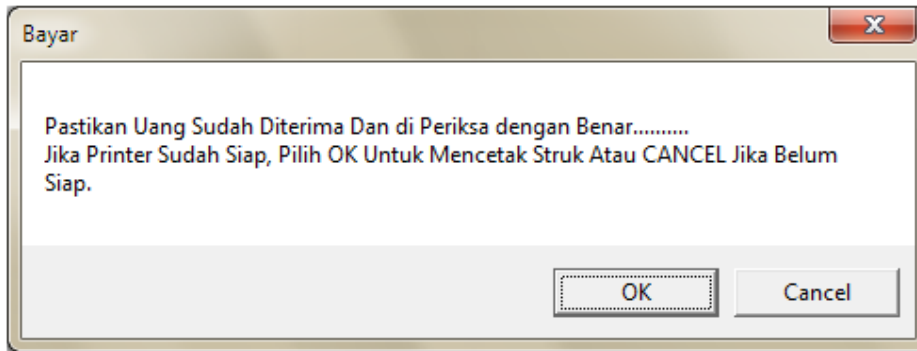 Bayar
Pastikan Uang Sudah Diterima Dan di Periksa dengan Benar..........
Jika Printer Sudah Siap, Pilih OK Untuk Mencetak Struk Atau CANCEL Jika Belum
Siap.
OK
Cancel